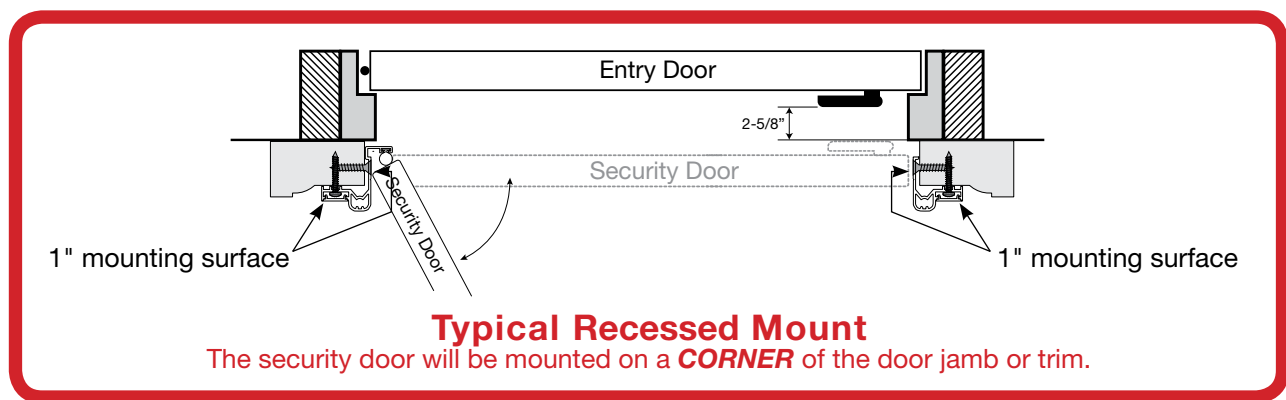 Entry Door
2-5/8”
Security Door
Security Door
1" mounting surface
1" mounting surface
Typical Recessed Mount
The security door will be mounted on a CORNER of the door jamb or trim.